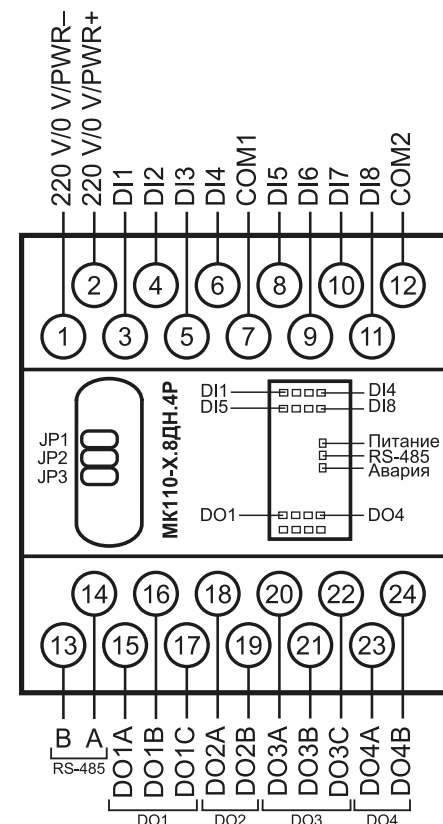 220 V/0 V/PWR–
220 V/0 V/PWR+
DI1
DI2
DI3
DI4
COM1
DI5
DI6
DI7
DI8
COM2
2 4 6 8 10 12
1 3 5 7 9 11
JP1
JP2
JP3
МК110-Х.8ДН.4Р
DI1 DI4
DI5 DI8
Питание
RS-485
Авария
DO1 DO4
14 16 18 20 22 24
13 15 17 19 21 23
B
A
DO1A
DO1B
DO1C
DO2A
DO2B
DO3A
DO3B
DO3C
DO4A
DO4B
RS-485
DO1 DO2 DO3 DO4